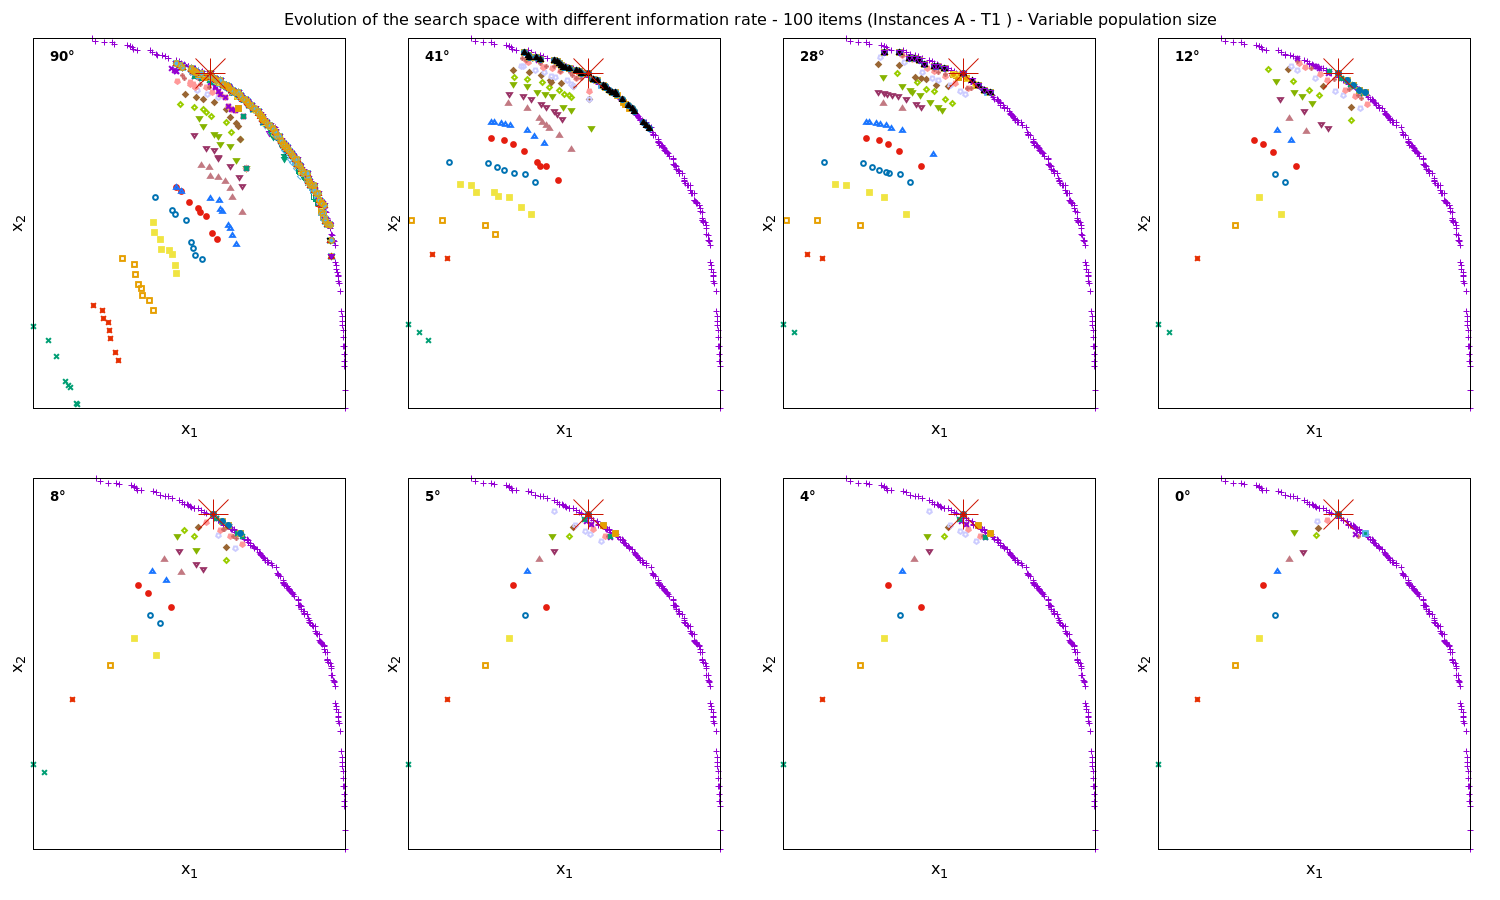 Evolution of the search space with different information rate - 100 items (Instances A - T1 ) - Variable population size
90°
41°
28°
12°
x₂
x₂
x₂
x₂
x₁
x₁
x₁
x₁
8°
5°
4°
0°
x₂
x₂
x₂
x₂
x₁
x₁
x₁
x₁